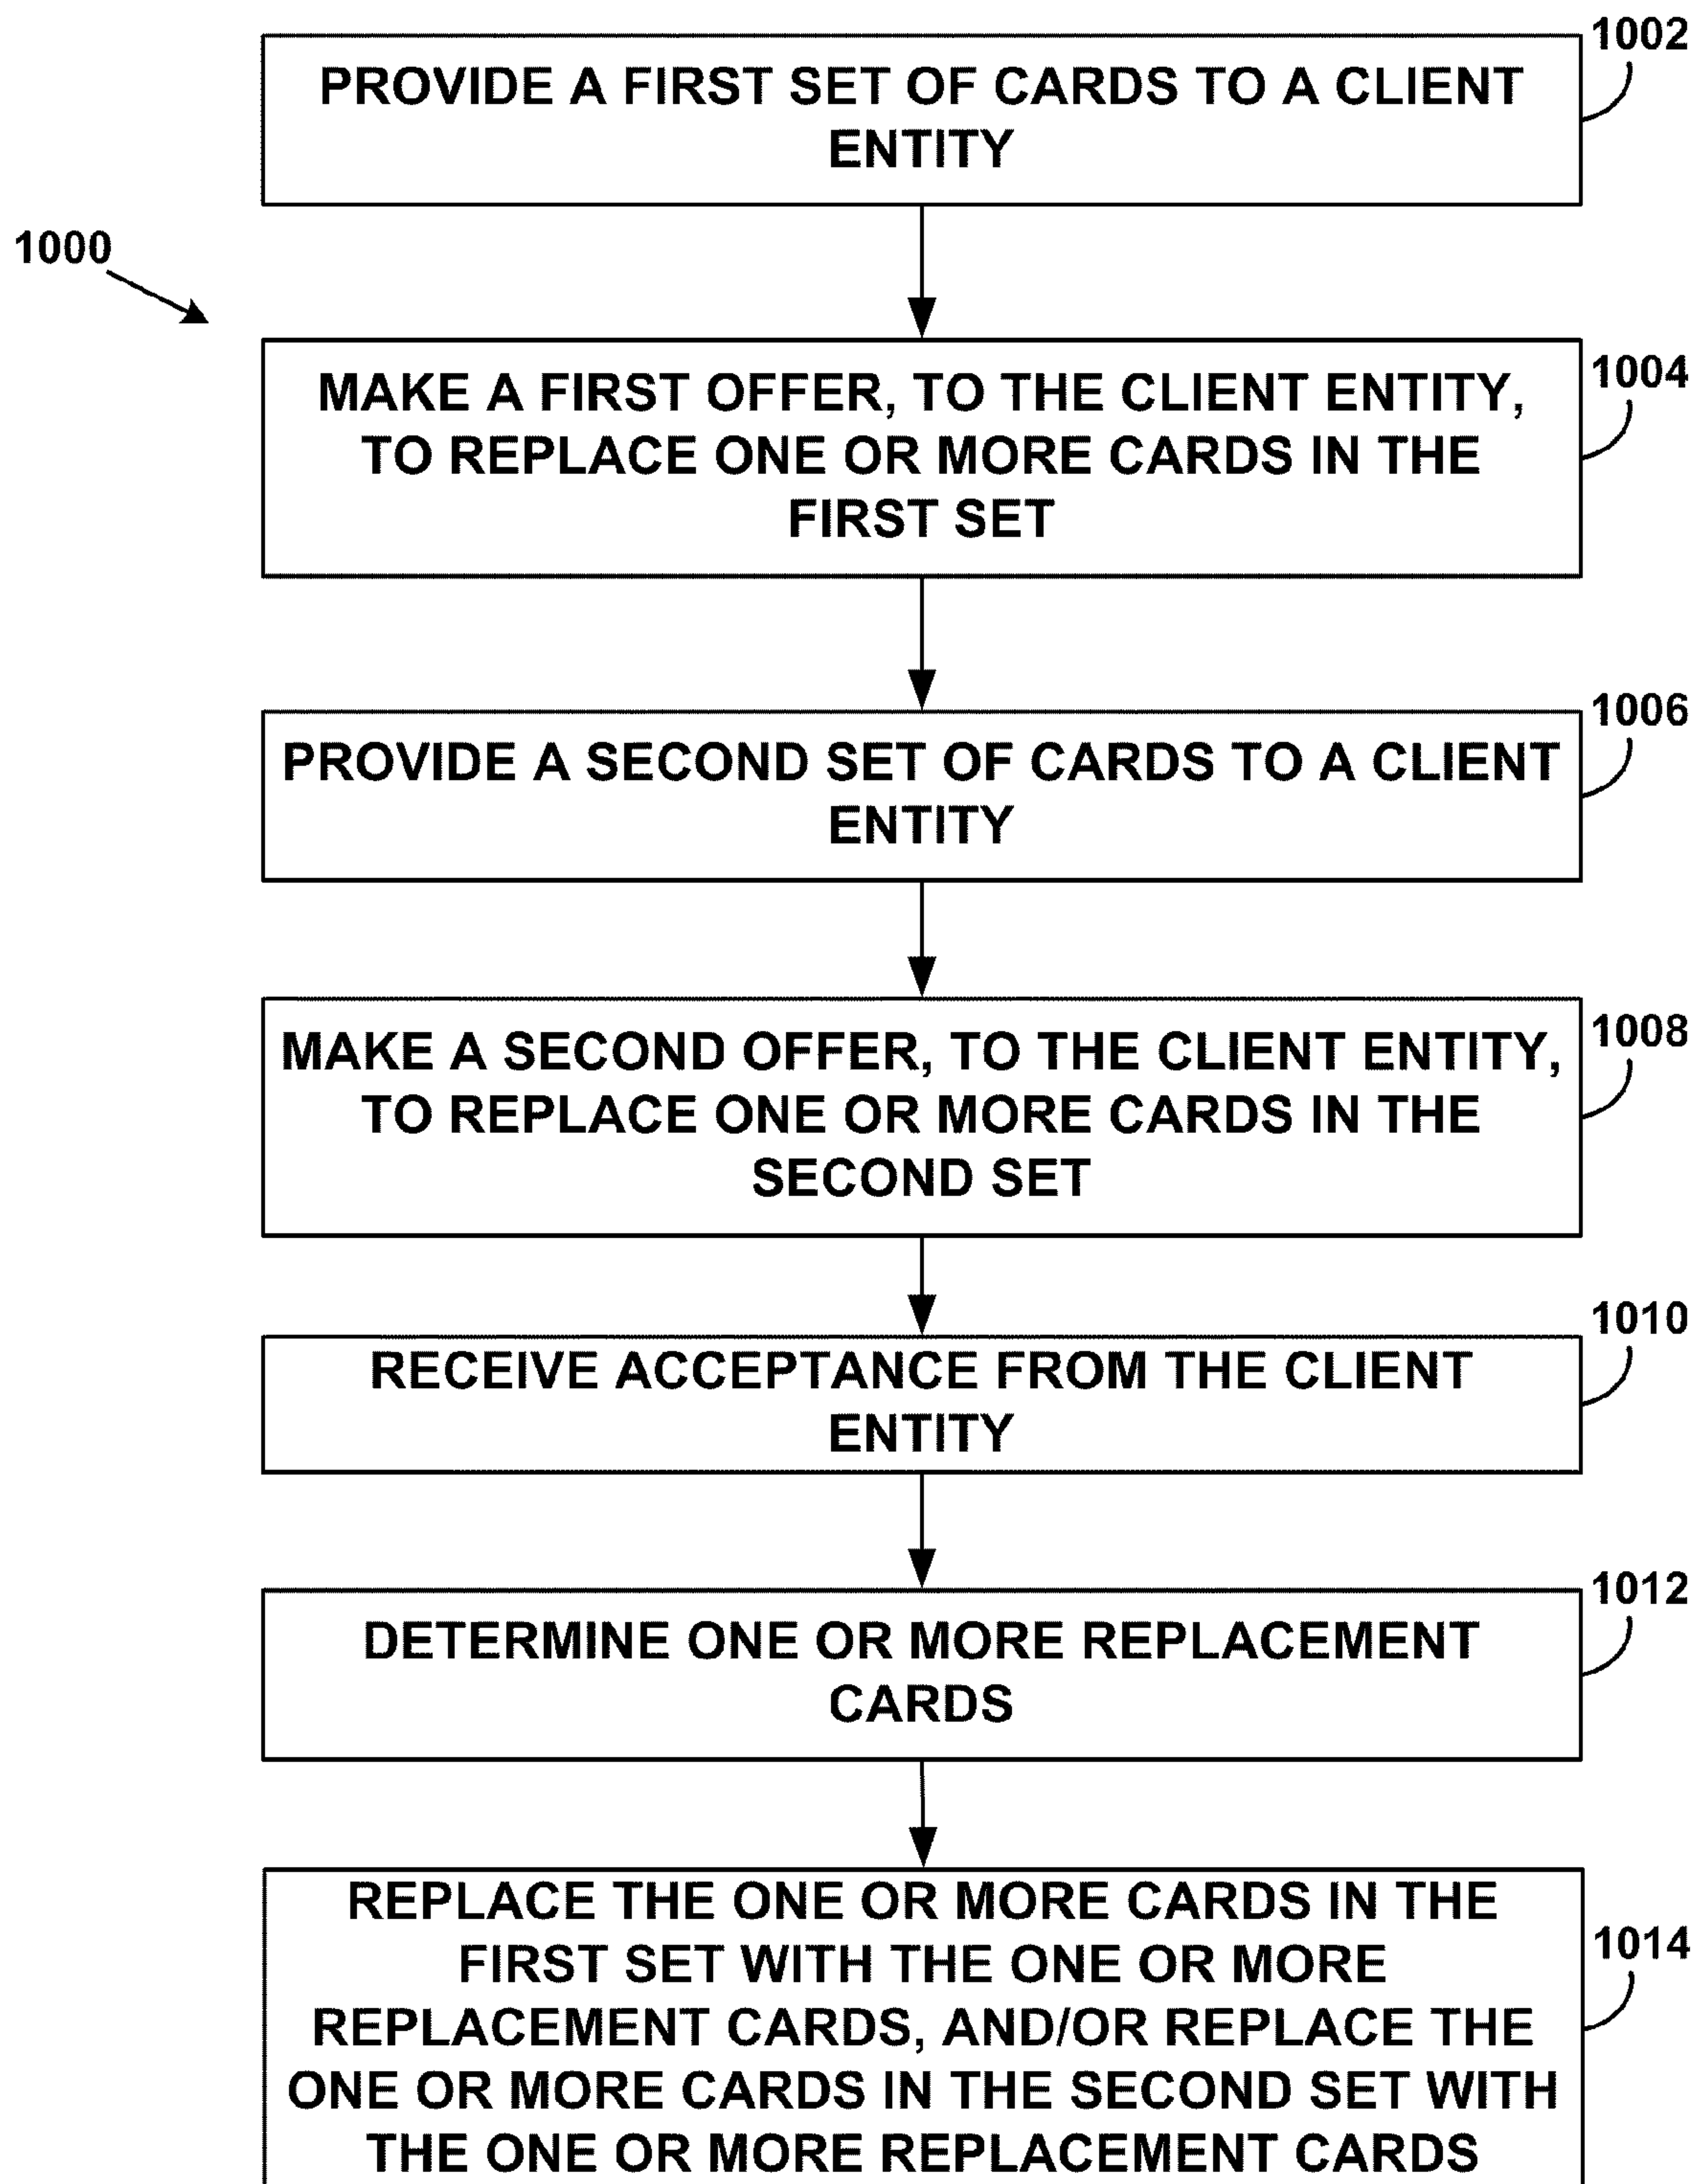 1002
PROVIDE A FIRST SET OF CARDS TO A CLIENT
ENTITY
1000
1004
MAKE A FIRST OFFER, TO THE CLIENT ENTITY,
TO REPLACE ONE OR MORE CARDS IN THE
FIRST SET
1006
PROVIDE A SECOND SET OF CARDS TO A CLIENT
ENTITY
1008
MAKE A SECOND OFFER, TO THE CLIENT ENTITY,
TO REPLACE ONE OR MORE CARDS IN THE
SECOND SET
1010
RECEIVE ACCEPTANCE FROM THE CLIENT
ENTITY
1012
DETERMINE ONE OR MORE REPLACEMENT
CARDS
REPLACE THE ONE OR MORE CARDS IN THE
FIRST SET WITH THE ONE OR MORE
1014
REPLACEMENT CARDS, AND/OR REPLACE THE
ONE OR MORE CARDS IN THE SECOND SET WITH
THE ONE OR MORE REPLACEMENT CARDS